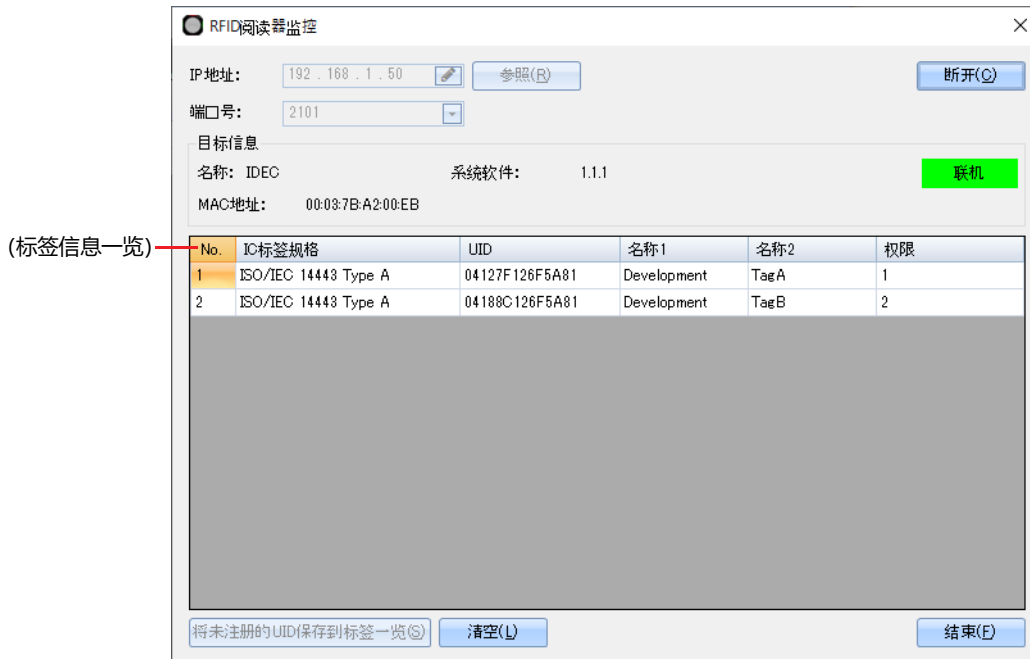 RFID阅读器监控
IP地址: 192 . 168 . 1 . 50 参照(R) 断开(C)
端口号: 2101
目标信息
名称: IDEC 系统软件: 1.1.1 联机
MAC地址: 00:03:7B:A2:00:EB
(标签信息一览) No. IC标签规格 UID 名称1 名称2 权限
1 ISO/IEC 14443 Type A 04127F126F5A81 Development TagA 1
2 ISO/IEC 14443 Type A 04188C126F5A81 Development TagB 2
将未注册的UID保存到标签一览(S) 清空(L) 结束(F)